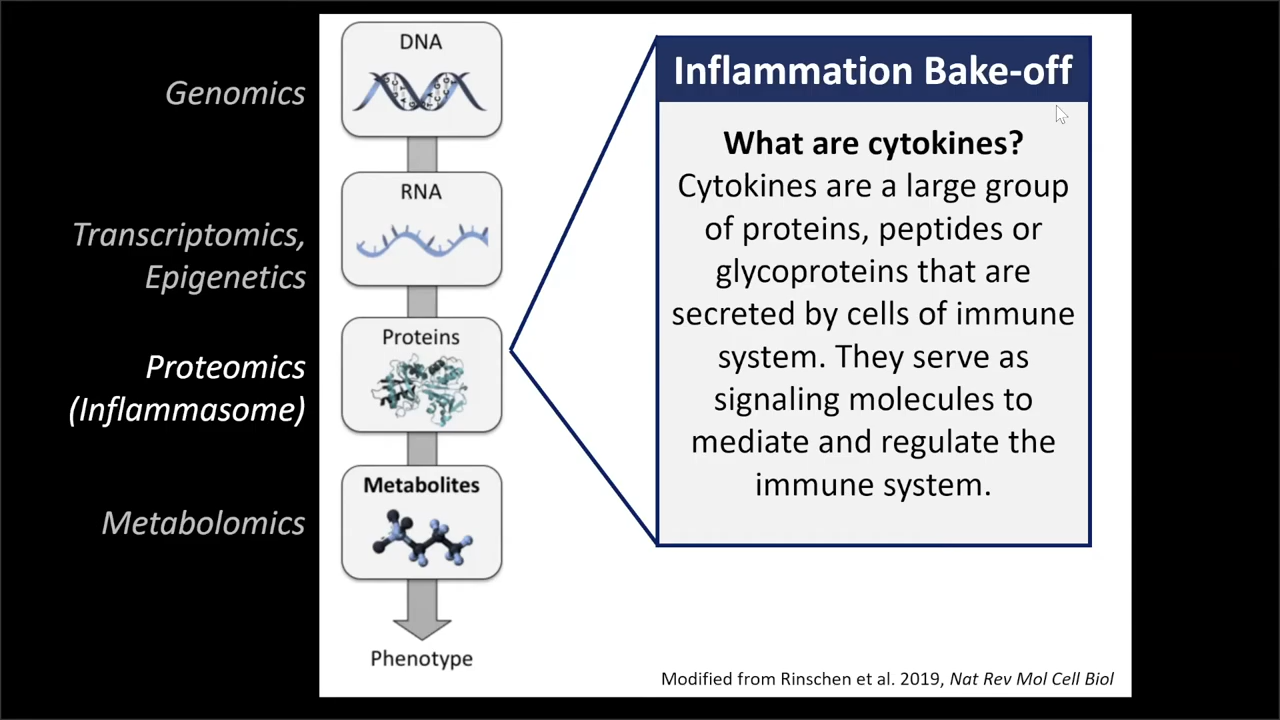 Genomics
Transcriptomics,
Epigenetics
Proteomics
(Inflammasome)
Metabolomics
DNA
RNA
Proteins
Metabolites
Phenotype
Inflammation Bake-off
What are cytokines?
Cytokines are a large group
of proteins, peptides or
glycoproteins that are
secreted by cells of immune
system. They serve as
signaling molecules to
mediate and regulate the
immune system.
Modified from Rinschen et al. 2019, Nat Rev Mol Cell Biol